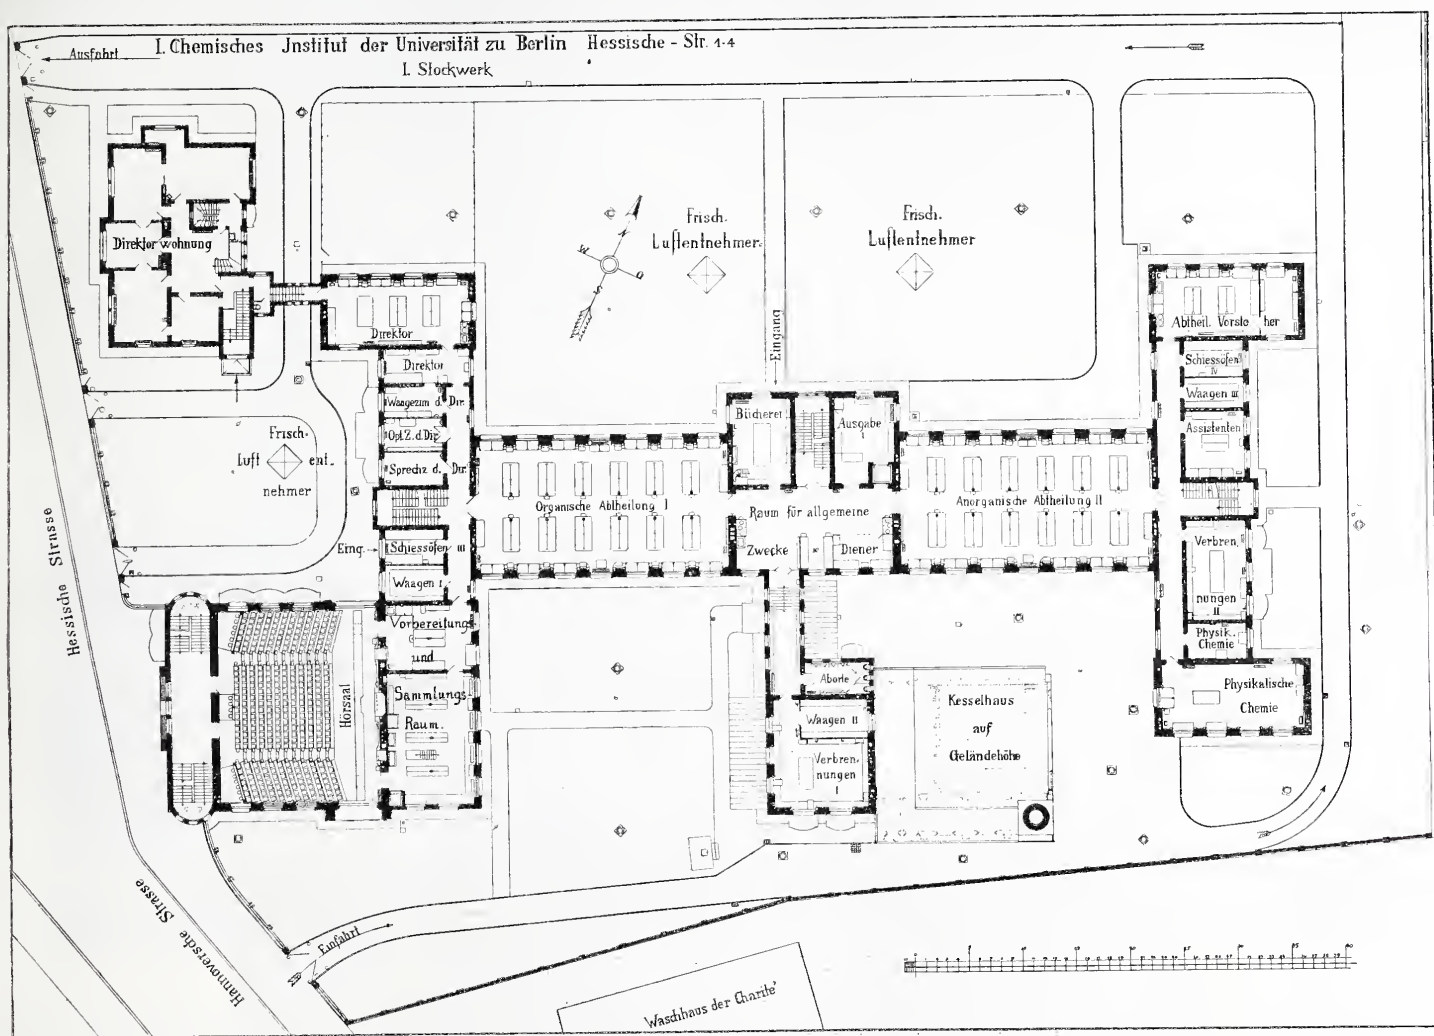 I. Chemisches Jnstitut der Universität zu Berlin Hessische - Str. 1-4
I. Stockwerk
Ausfahrt
Direktorwohnung
N
W
O
S
Frisch-
Luftentnehmer.
Frisch.
Luftentnehmer
Eingang
Direktor
Direktor
Waagezim d. Dir.
Opt. Z. d. Dir.
Sprechz d. Dir.
Frisch.
Luft ent.
nehmer
Eing.
Schiessöfen III
Waagen I
Vorbereitung
und
Sammlungs
Raum.
Hörsaal
Organische Abtheilung I
Bücherei
Ausgabe
I
Raum für allgemeine
Zwecke
Diener
Anorganische Abtheilung II
Abtheil. Vorsteher
Schiessöfen
IV
Waagen III
Assistenten
Verbren.
nungen
II
Physik.
Chemie
Physikalische
Chemie
Aborte
Waagen II
Verbren.
nungen
I
Kesselhaus
auf
Geländehöhe
Hessische Strasse
Hannoversche Strasse
Einfahrt
Waschhaus der Charité